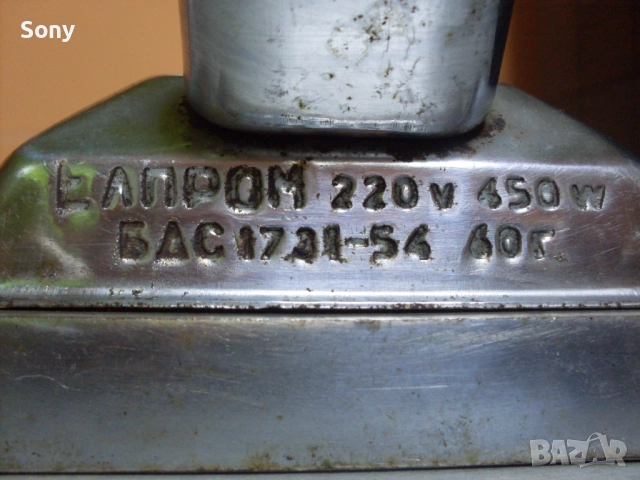 Sony
ЕЛПРОМ 220 v 450 w
БДС 1731-54 60г.
BAZAR